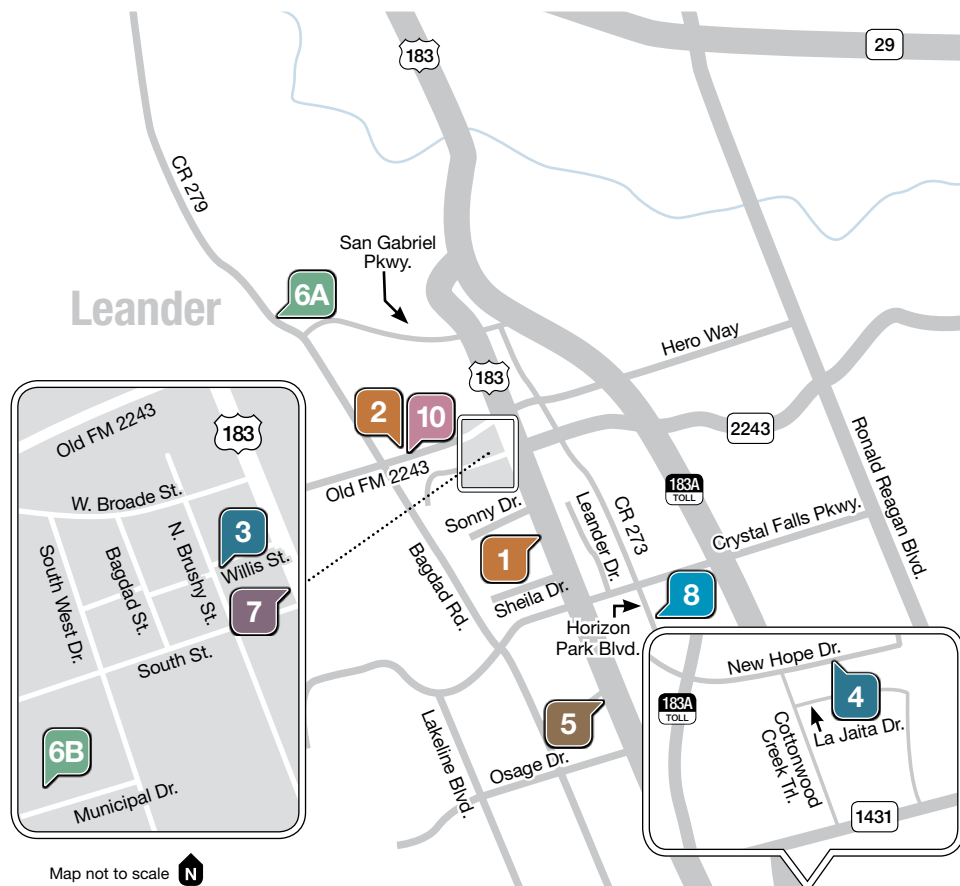 183
29
CR 279
San Gabriel
Pkwy.
6A
Leander
Hero Way
183
2
10
2243
Old FM 2243
Ronald Reagan Blvd.
183A
TOLL
Sonny Dr.
Leander Dr.
CR 273
Crystal Falls Pkwy.
1
Bagdad Rd.
Sheila Dr.
8
Horizon
Park Blvd.
5
Lakeline Blvd.
Osage Dr.
183A
TOLL
New Hope Dr.
4
La Jaita Dr.
Cottonwood
Creek Trl.
1431
Old FM 2243
183
W. Broade St.
3
N. Brushy St.
Willis St.
Bagdad St.
South West Dr.
7
South St.
6B
Municipal Dr.
Map not to scale N